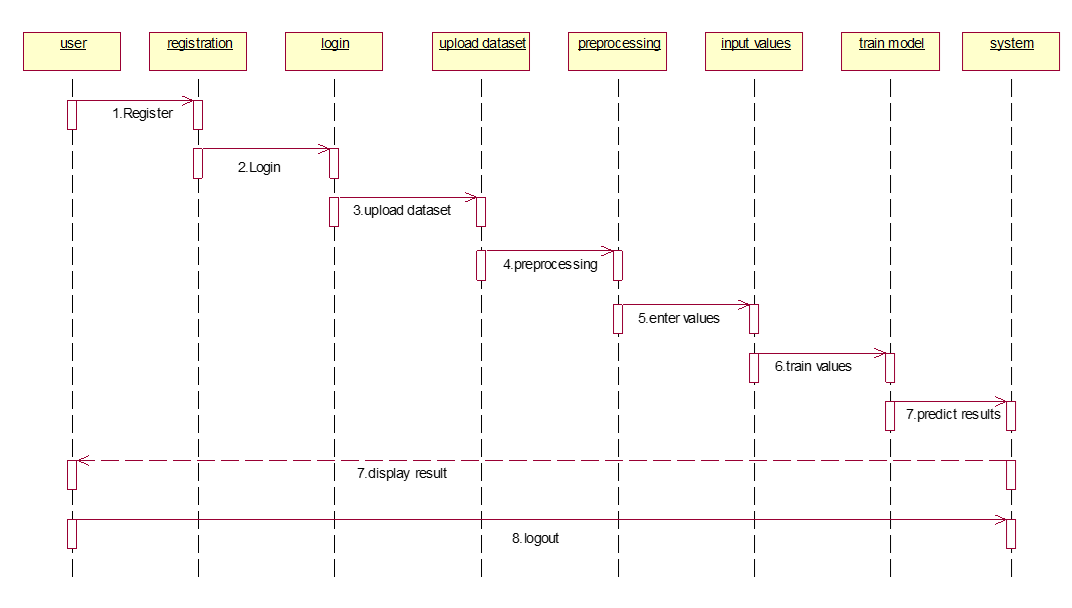 user
registration
login
upload dataset
preprocessing
input values
train model
system
1.Register
2.Login
3.upload dataset
4.preprocessing
5.enter values
6.train values
7.predict results
7.display result
8.logout